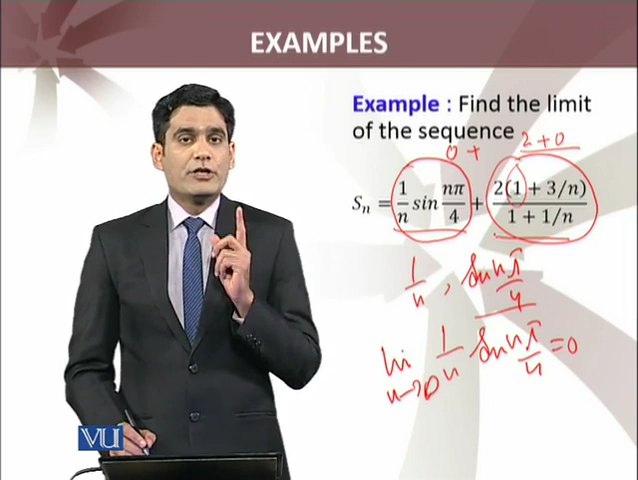 EXAMPLES
Example : Find the limit
of the sequence
0 + 2 + 0
Sₙ = 1/n sin nπ/4 + 2(1 + 3/n)/(1 + 1/n)
1/n , Sin nπ/4
lim n→∞ 1/n Sin nπ/4 = 0
VU